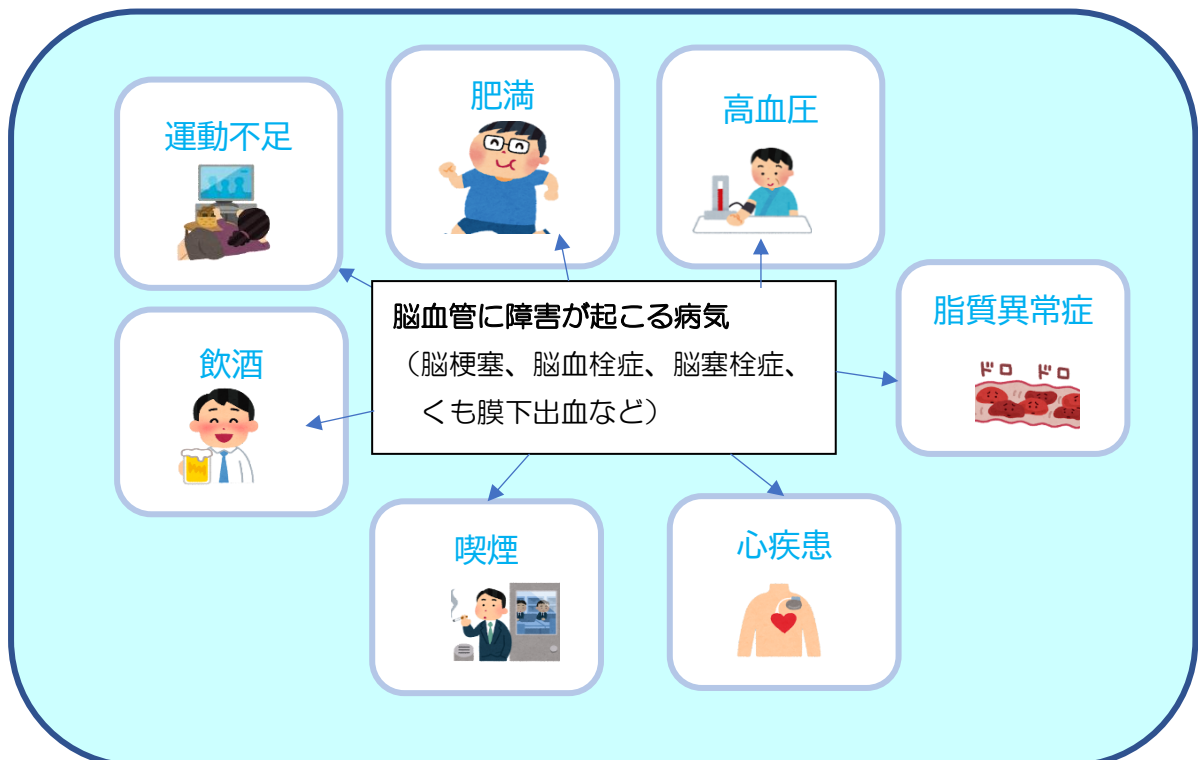 運動不足
肥満
高血圧
脳血管に障害が起こる病気
（脳梗塞、脳血栓症、脳塞栓症、
くも膜下出血など）
脂質異常症
ドロ ドロ
飲酒
喫煙
心疾患